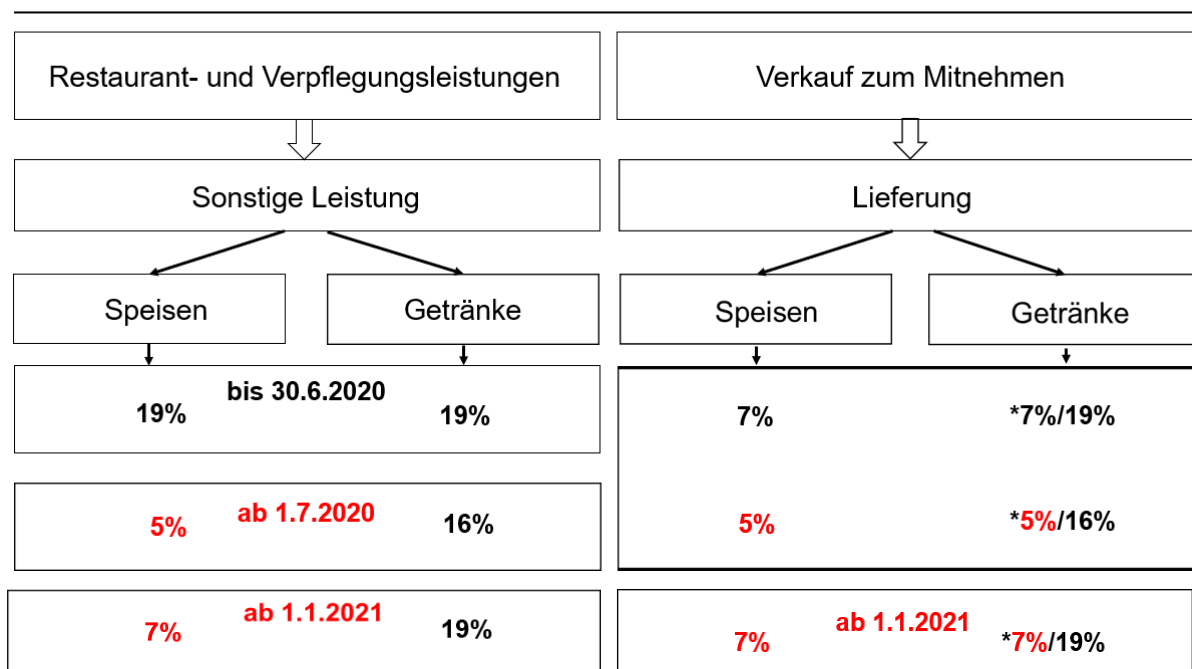 Restaurant- und Verpflegungsleistungen
Verkauf zum Mitnehmen
Sonstige Leistung
Lieferung
Speisen
Getränke
Speisen
Getränke
bis 30.6.2020
19%
19%
7%
*7%/19%
ab 1.7.2020
5%
16%
5%
*5%/16%
ab 1.1.2021
7%
19%
ab 1.1.2021
7%
*7%/19%